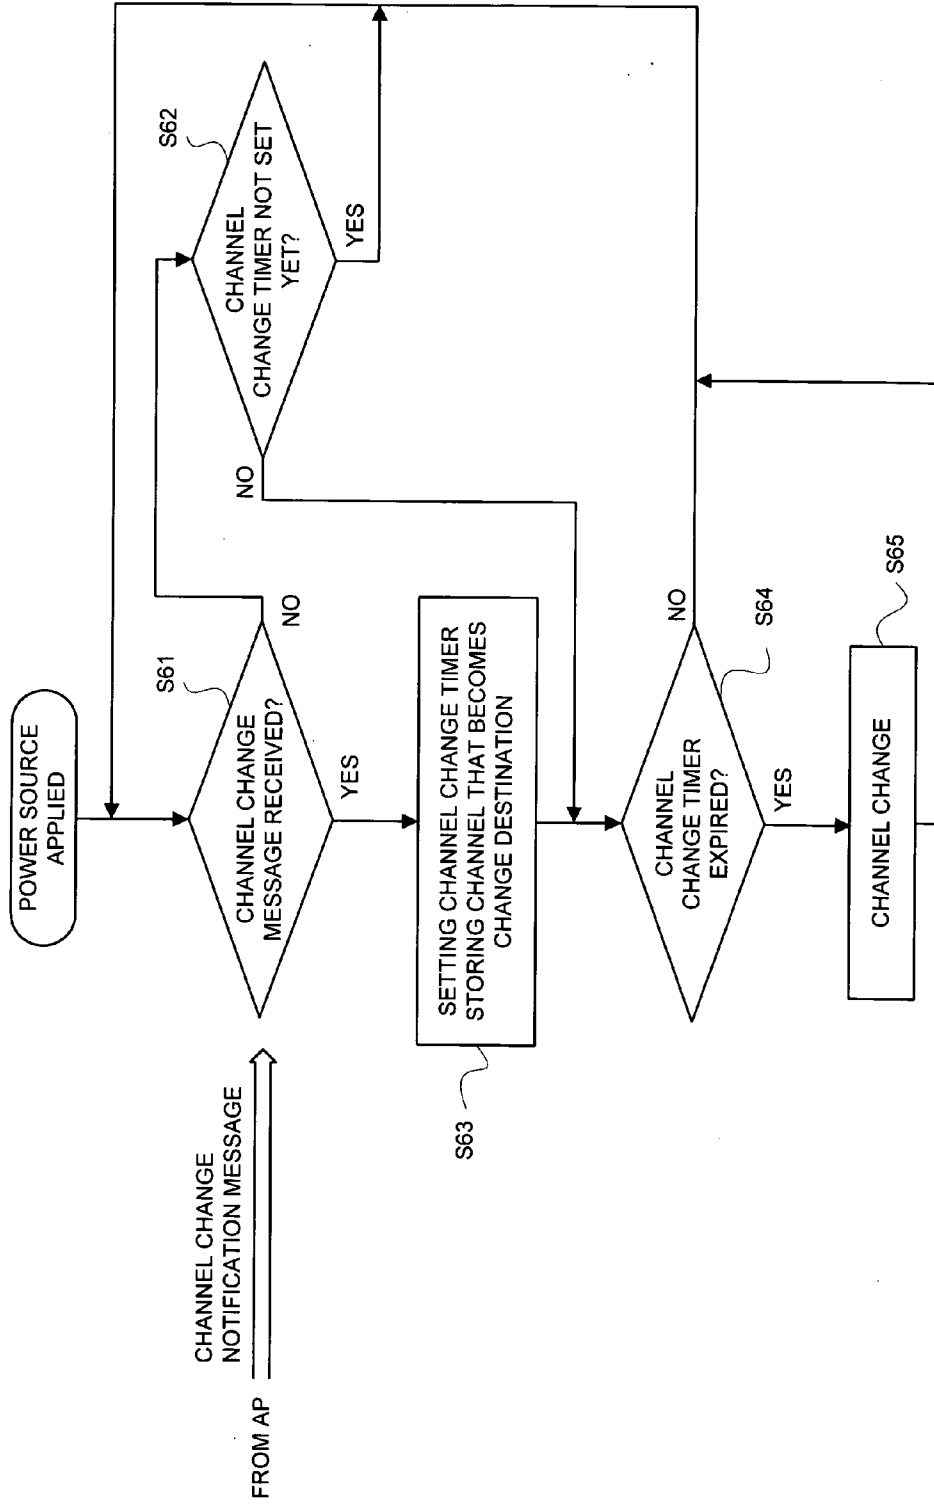 POWER SOURCE
APPLIED
FROM AP
CHANNEL CHANGE
NOTIFICATION MESSAGE
CHANNEL CHANGE
MESSAGE RECEIVED?
S61
NO
YES
CHANNEL
CHANGE TIMER NOT SET
YET?
S62
YES
NO
SETTING CHANNEL CHANGE TIMER
STORING CHANNEL THAT BECOMES
CHANGE DESTINATION
S63
CHANNEL
CHANGE TIMER
EXPIRED?
S64
NO
YES
CHANNEL CHANGE
S65